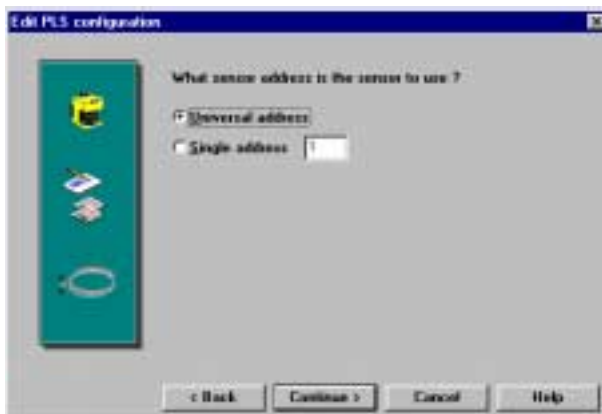 Edit PLS configuration
What sensor address is the sensor to use ?
Universal address
Single address 1
< Back Continue > Cancel Help